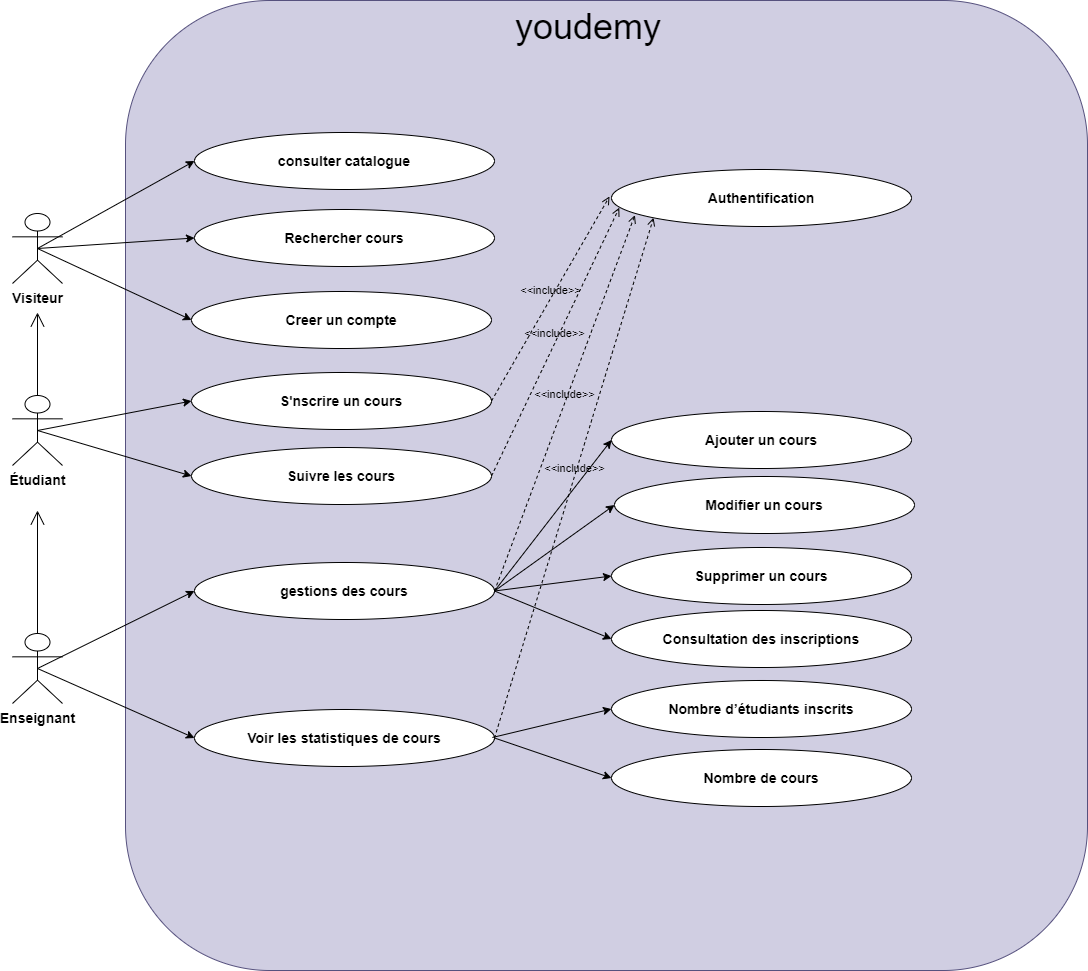 youdemy
consulter catalogue
Authentification
Rechercher cours
<<include>>
Visiteur
Creer un compte
<<include>>
<<include>>
S'nscrire un cours
Ajouter un cours
<<include>>
Étudiant
Suivre les cours
Modifier un cours
gestions des cours
Supprimer un cours
Consultation des inscriptions
Enseignant
Voir les statistiques de cours
Nombre d’étudiants inscrits
Nombre de cours